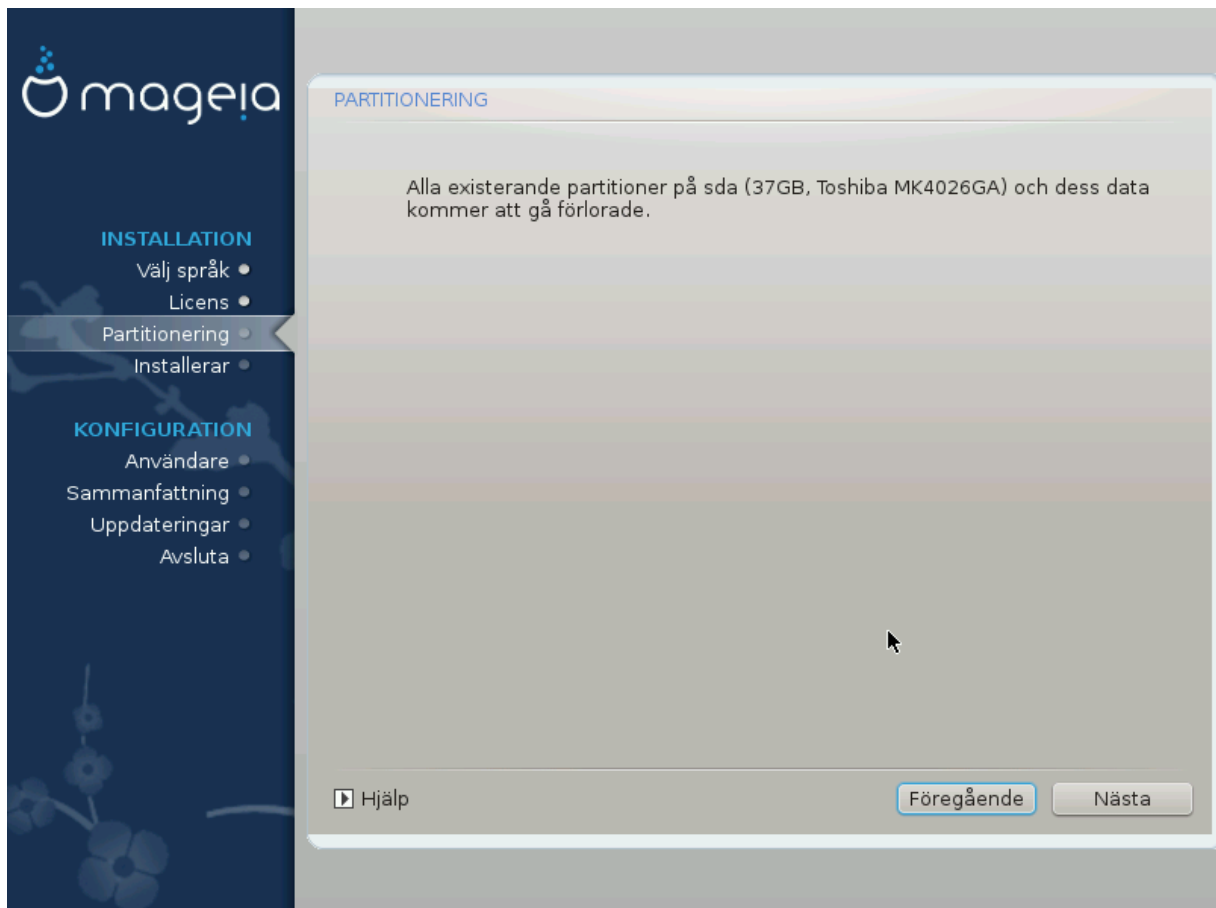 mageia
INSTALLATION
Välj språk
Licens
Partitionering
Installerar
KONFIGURATION
Användare
Sammanfattning
Uppdateringar
Avsluta
PARTITIONERING
Alla existerande partitioner på sda (37GB, Toshiba MK4026GA) och dess data
kommer att gå förlorade.
Hjälp
Föregående
Nästa